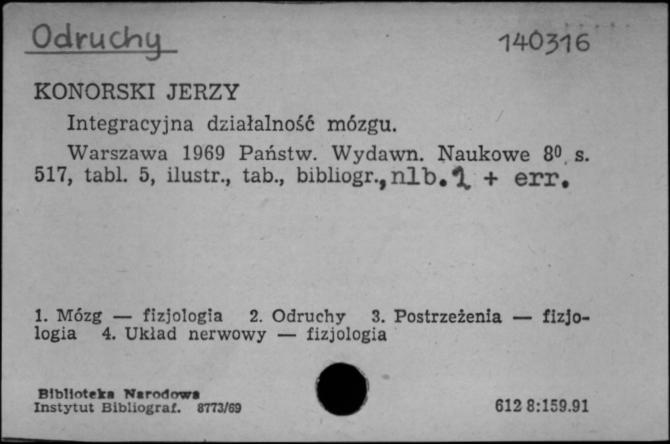 Odruchy 140316
KONORSKI JERZY
Integracyjna działalność mózgu.
Warszawa 1969 Państw. Wydawn. Naukowe 8⁰, s.
517, tabl. 5, ilustr., tab., bibliogr., nlb. 1 + err.
1. Mózg — fizjologia 2. Odruchy 3. Postrzeżenia — fizjo-
logia 4. Układ nerwowy — fizjologia
Biblioteka Narodowa
Instytut Bibliograf. 8773/69 612 8:159.91